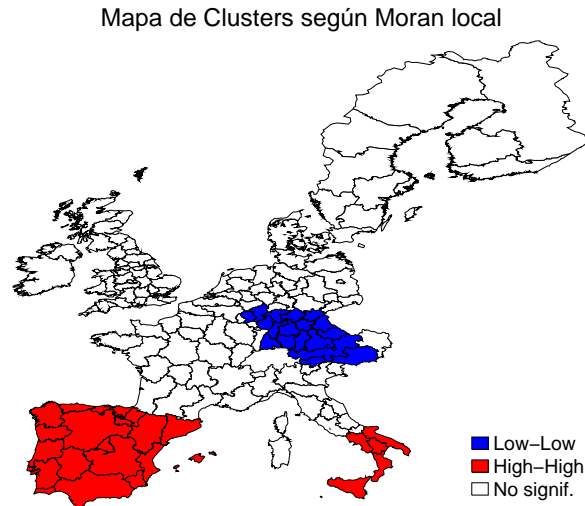 Mapa de Clusters según Moran local
Low–Low
High–High
No signif.